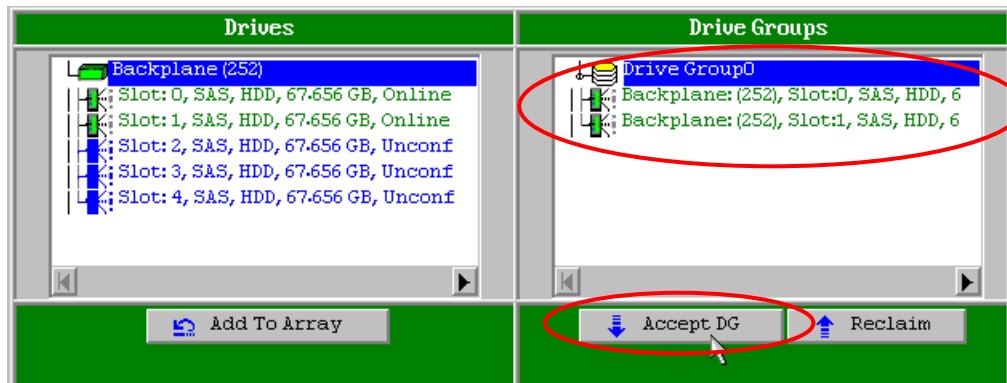 Drives
Drive Groups
Backplane (252)
Slot: 0, SAS, HDD, 67.656 GB, Online
Slot: 1, SAS, HDD, 67.656 GB, Online
Slot: 2, SAS, HDD, 67.656 GB, Unconf
Slot: 3, SAS, HDD, 67.656 GB, Unconf
Slot: 4, SAS, HDD, 67.656 GB, Unconf
Drive Group0
Backplane: (252), Slot:0, SAS, HDD, 6
Backplane: (252), Slot:1, SAS, HDD, 6
Add To Array
Accept DG
Reclaim